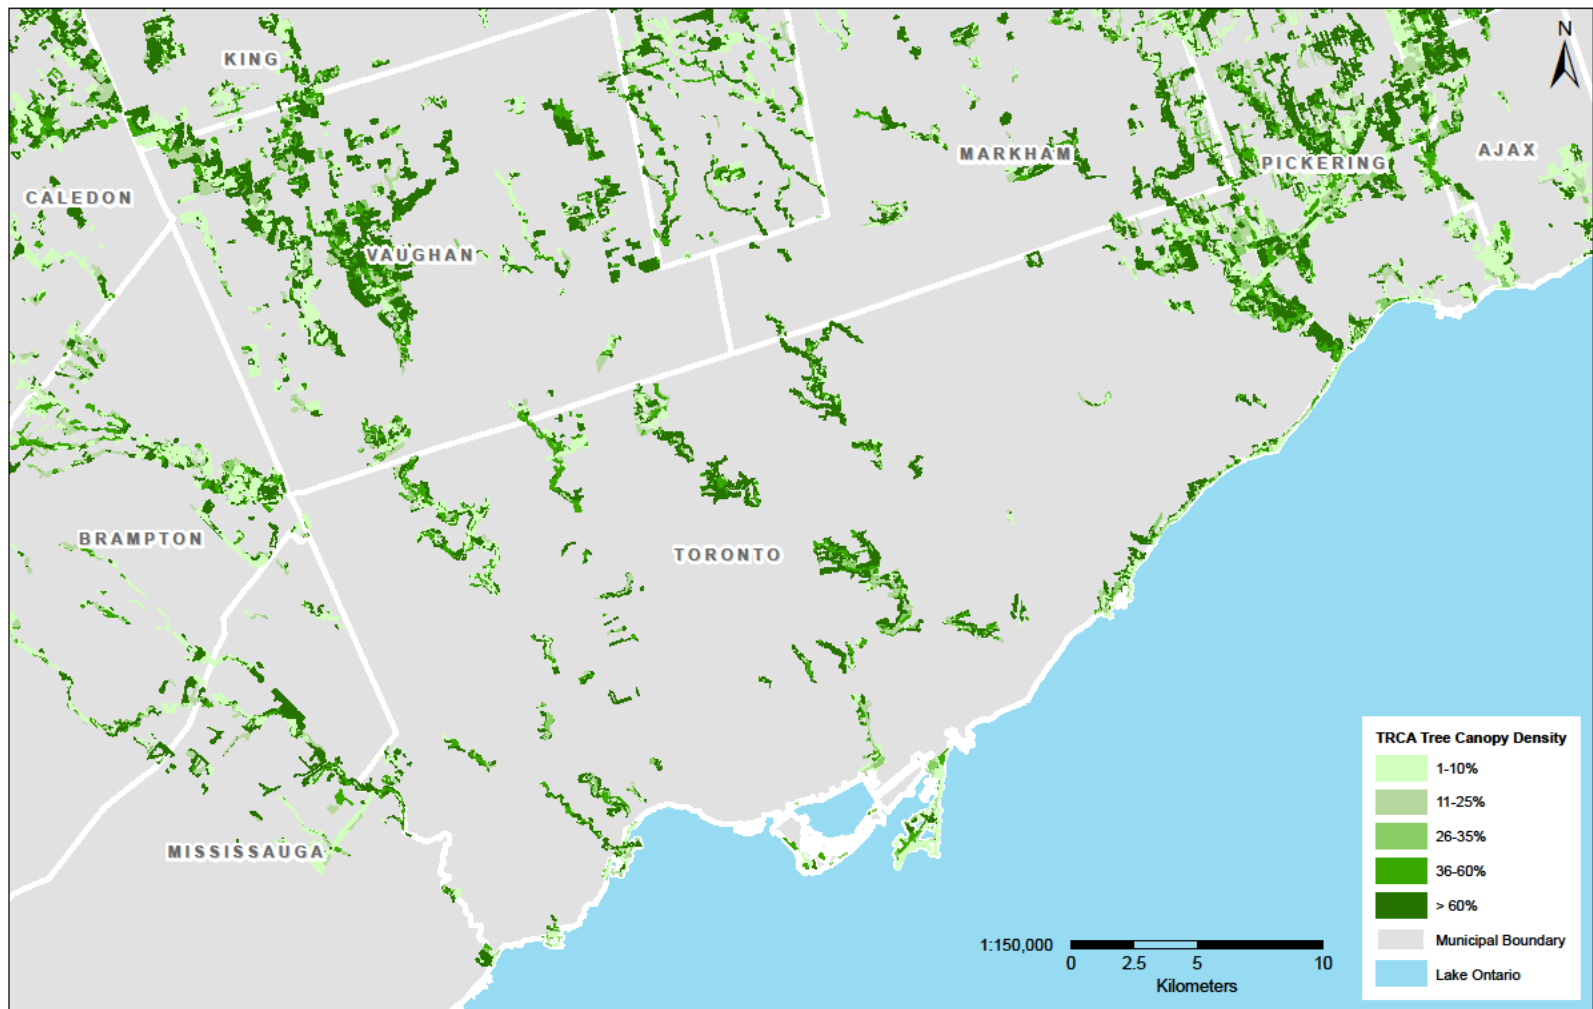 N
KING
MARKHAM
AJAX
PICKERING
CALEDON
VAUGHAN
BRAMPTON
TORONTO
MISSISSAUGA
TRCA Tree Canopy Density
1-10%
11-25%
26-35%
36-60%
> 60%
Municipal Boundary
Lake Ontario
1:150,000
0 2.5 5 10
Kilometers